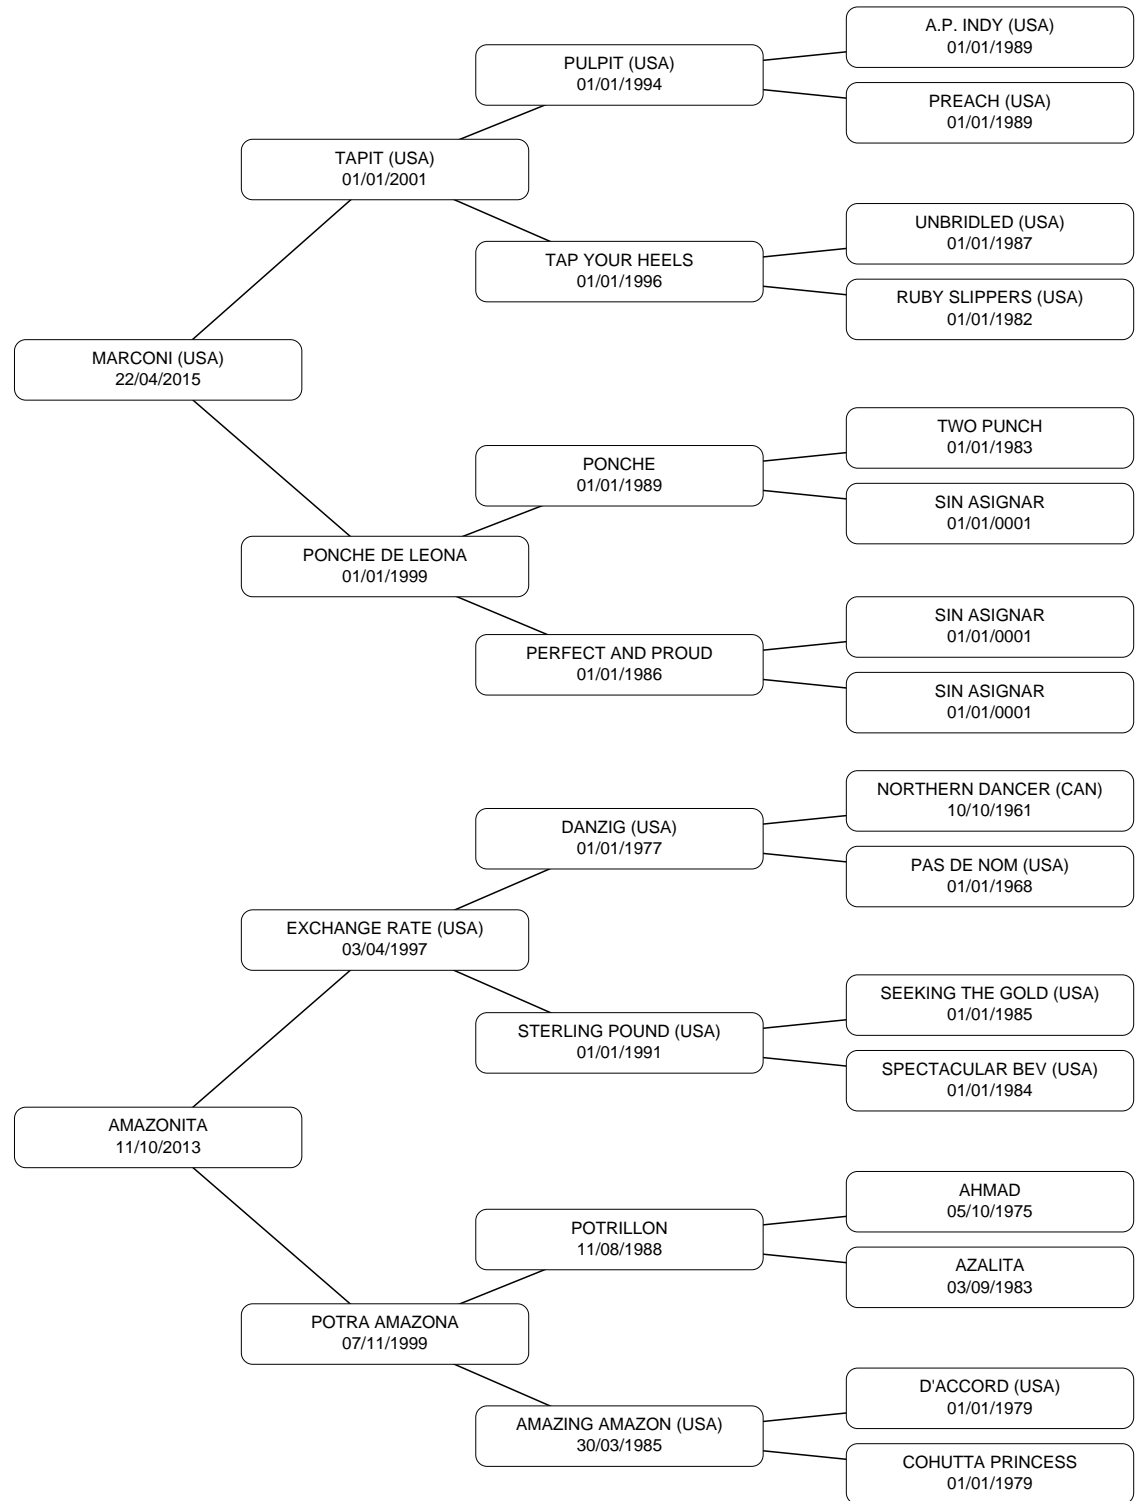 A.P. INDY (USA)
01/01/1989
PULPIT (USA)
01/01/1994
PREACH (USA)
01/01/1989
TAPIT (USA)
01/01/2001
UNBRIDLED (USA)
01/01/1987
TAP YOUR HEELS
01/01/1996
RUBY SLIPPERS (USA)
01/01/1982
MARCONI (USA)
22/04/2015
TWO PUNCH
01/01/1983
PONCHE
01/01/1989
SIN ASIGNAR
01/01/0001
PONCHE DE LEONA
01/01/1999
SIN ASIGNAR
01/01/0001
PERFECT AND PROUD
01/01/1986
SIN ASIGNAR
01/01/0001
NORTHERN DANCER (CAN)
10/10/1961
DANZIG (USA)
01/01/1977
PAS DE NOM (USA)
01/01/1968
EXCHANGE RATE (USA)
03/04/1997
SEEKING THE GOLD (USA)
01/01/1985
STERLING POUND (USA)
01/01/1991
SPECTACULAR BEV (USA)
01/01/1984
AMAZONITA
11/10/2013
AHMAD
05/10/1975
POTRILLON
11/08/1988
AZALITA
03/09/1983
POTRA AMAZONA
07/11/1999
D'ACCORD (USA)
01/01/1979
AMAZING AMAZON (USA)
30/03/1985
COHUTTA PRINCESS
01/01/1979